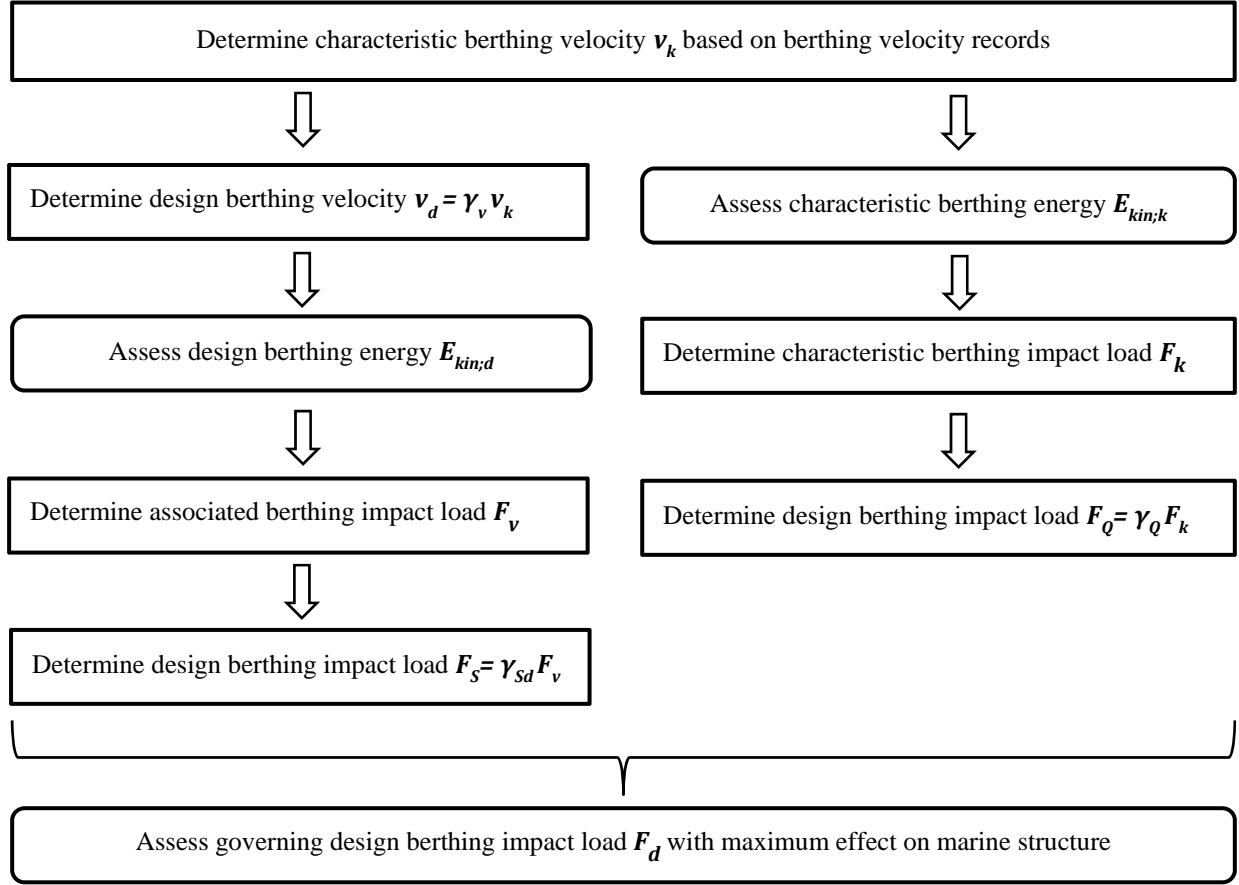 Determine characteristic berthing velocity v_k based on berthing velocity records
Determine design berthing velocity v_d = γ_v v_k
Assess characteristic berthing energy E_kin;k
Assess design berthing energy E_kin;d
Determine characteristic berthing impact load F_k
Determine associated berthing impact load F_v
Determine design berthing impact load F_Q = γ_Q F_k
Determine design berthing impact load F_S = γ_Sd F_v
Assess governing design berthing impact load F_d with maximum effect on marine structure